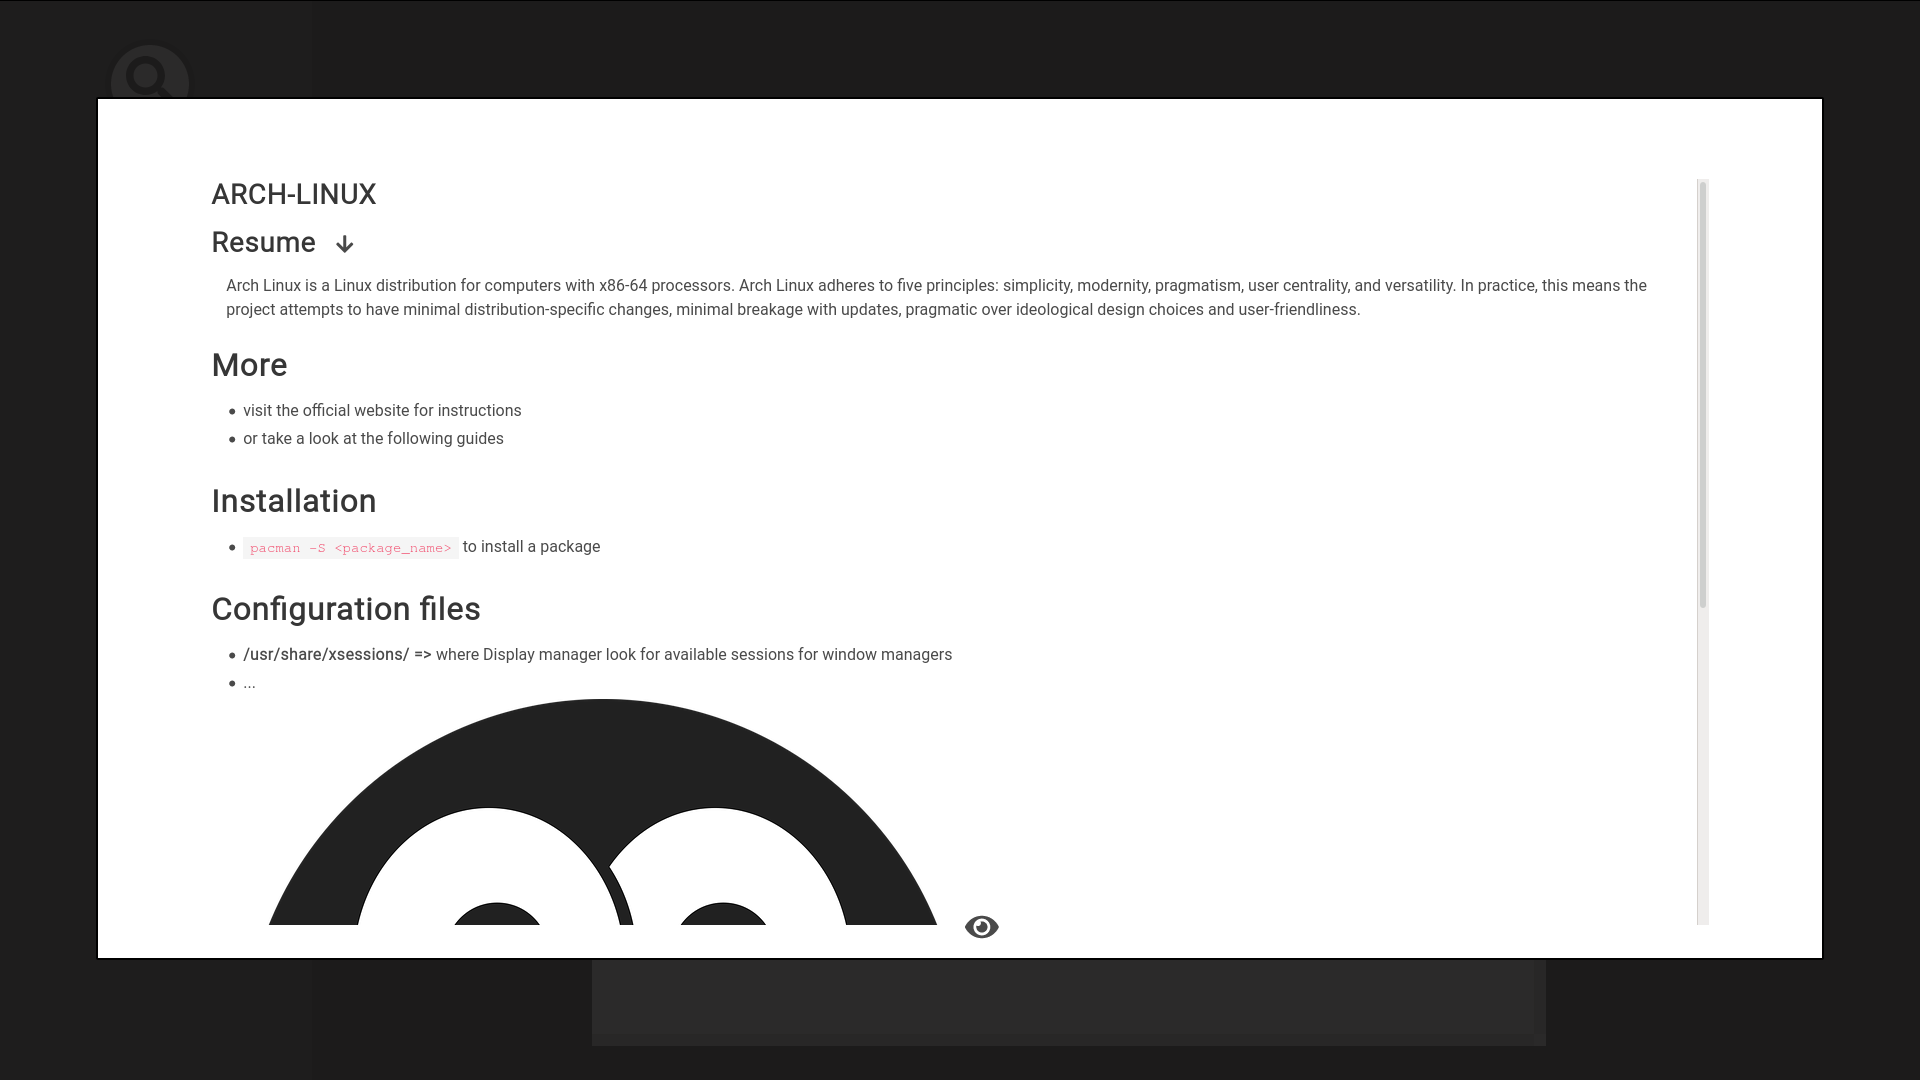 ARCH-LINUX
Resume
Arch Linux is a Linux distribution for computers with x86-64 processors. Arch Linux adheres to five principles: simplicity, modernity, pragmatism, user centrality, and versatility. In practice, this means the
project attempts to have minimal distribution-specific changes, minimal breakage with updates, pragmatic over ideological design choices and user-friendliness.
More
• visit the official website for instructions
• or take a look at the following guides
Installation
• pacman -S <package_name> to install a package
Configuration files
• /usr/share/xsessions/ => where Display manager look for available sessions for window managers
• ...